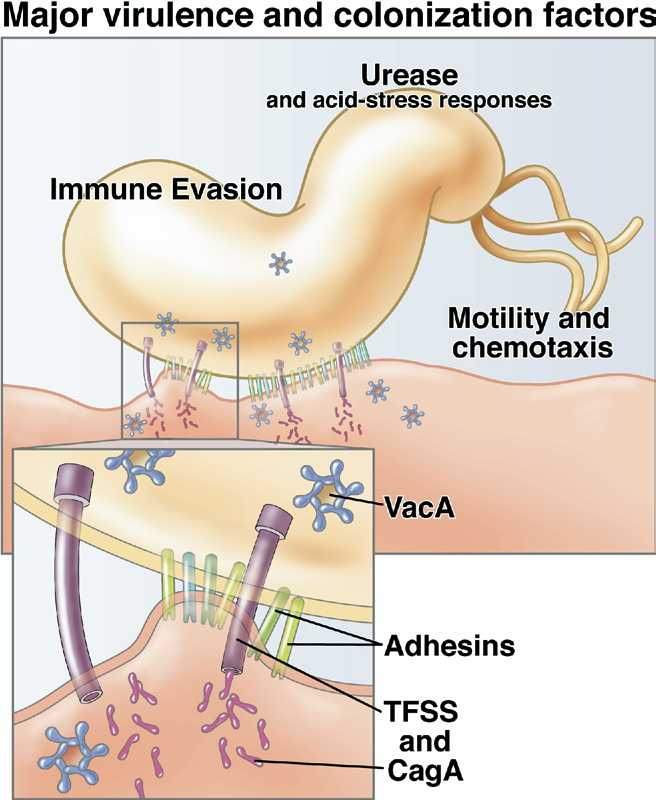 Major virulence and colonization factors
Urease
and acid-stress responses
Immune Evasion
Motility and
chemotaxis
VacA
Adhesins
TFSS
and
CagA